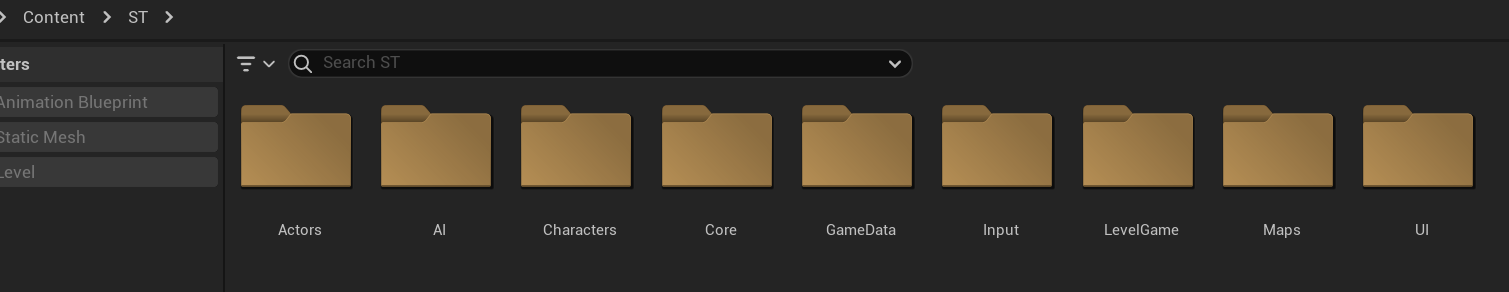 Content ST
ters
Search ST
Animation Blueprint
Static Mesh
Level
Actors AI Characters Core GameData Input LevelGame Maps UI